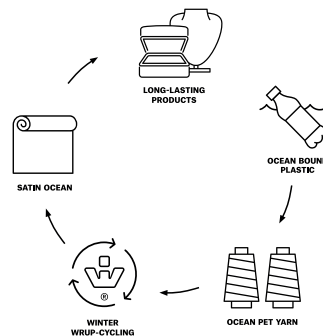 LONG-LASTING
PRODUCTS
OCEAN BOUN
PLASTIC
SATIN OCEAN
OCEAN PET YARN
®
WINTER
WRUP-CYCLING